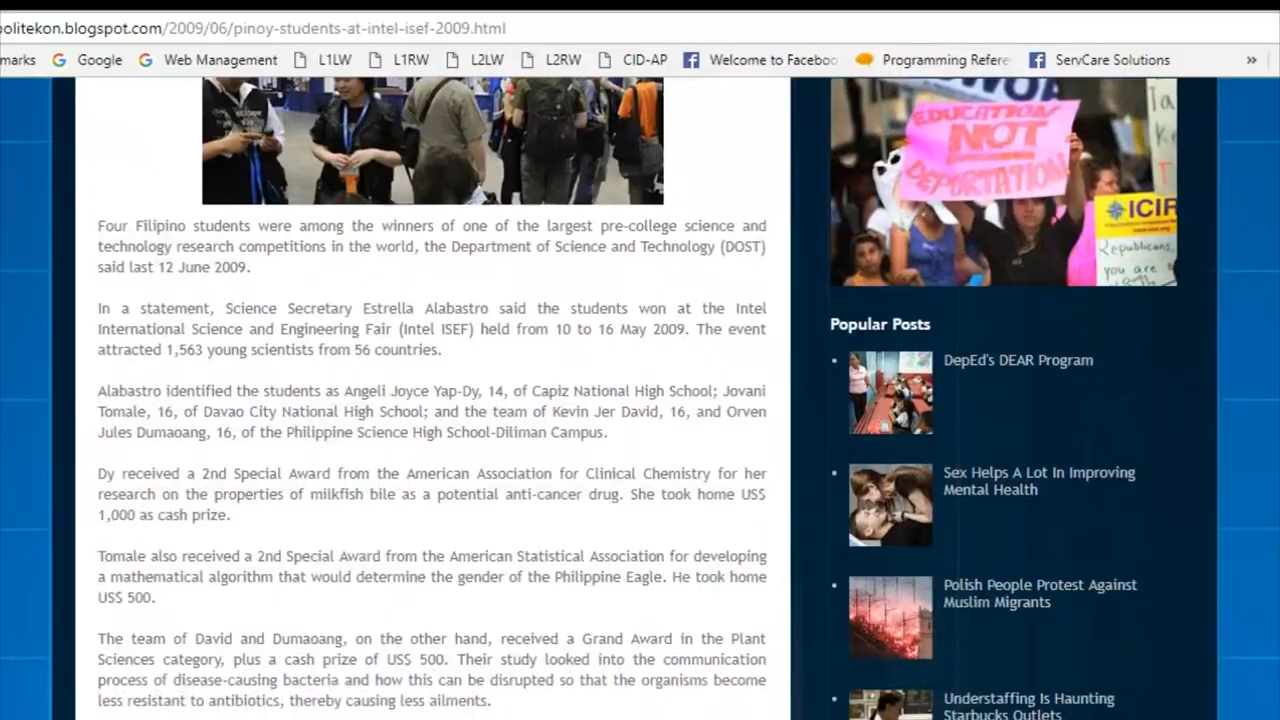 olitekon.blogspot.com/2009/06/pinoy-students-at-intel-isef-2009.html
marks Google Web Management L1LW L1RW L2LW L2RW CID-AP Welcome to Faceboo Programming Refere ServCare Solutions »
EDUCATION
NOT
DEPORTATION
ICIR
Republicans,
you are
Four Filipino students were among the winners of one of the largest pre-college science and
technology research competitions in the world, the Department of Science and Technology (DOST)
said last 12 June 2009.
In a statement, Science Secretary Estrella Alabastro said the students won at the Intel
International Science and Engineering Fair (Intel ISEF) held from 10 to 16 May 2009. The event
attracted 1,563 young scientists from 56 countries.
Alabastro identified the students as Angeli Joyce Yap-Dy, 14, of Capiz National High School; Jovani
Tomale, 16, of Davao City National High School; and the team of Kevin Jer David, 16, and Orven
Jules Dumaoang, 16, of the Philippine Science High School-Diliman Campus.
Dy received a 2nd Special Award from the American Association for Clinical Chemistry for her
research on the properties of milkfish bile as a potential anti-cancer drug. She took home US$
1,000 as cash prize.
Tomale also received a 2nd Special Award from the American Statistical Association for developing
a mathematical algorithm that would determine the gender of the Philippine Eagle. He took home
US$ 500.
The team of David and Dumaoang, on the other hand, received a Grand Award in the Plant
Sciences category, plus a cash prize of US$ 500. Their study looked into the communication
process of disease-causing bacteria and how this can be disrupted so that the organisms become
less resistant to antibiotics, thereby causing less ailments.
Popular Posts
DepEd's DEAR Program
Sex Helps A Lot In Improving
Mental Health
Polish People Protest Against
Muslim Migrants
Understaffing Is Haunting
Starbucks Outlets